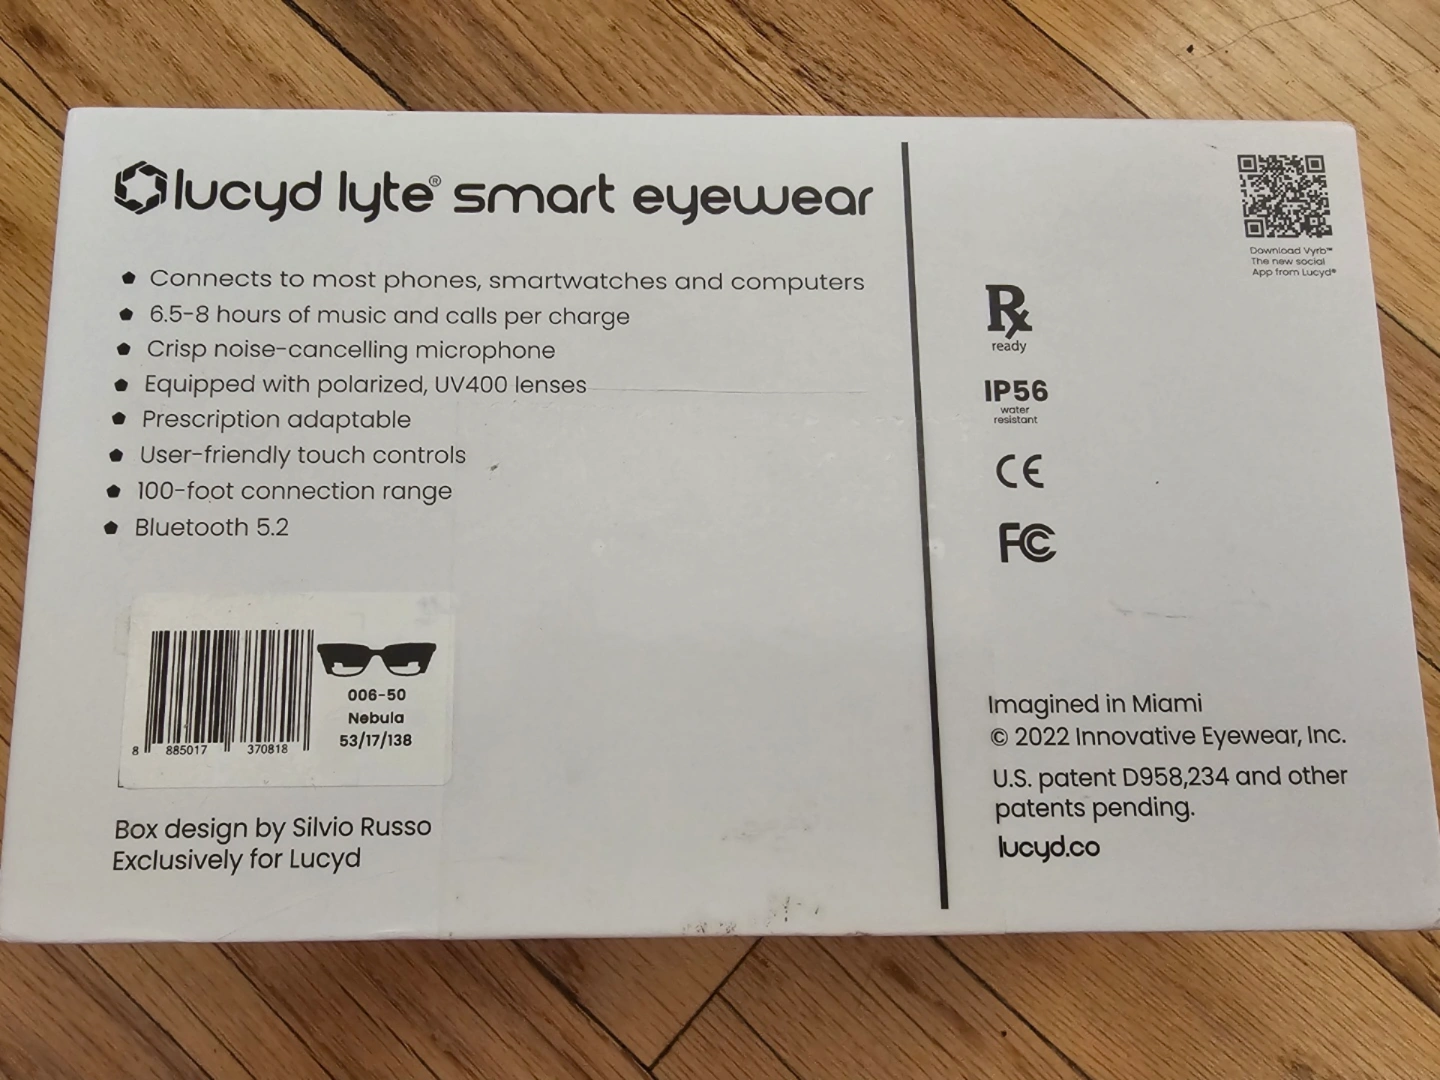 lucyd lyte® smart eyewear
Connects to most phones, smartwatches and computers
6.5-8 hours of music and calls per charge
Crisp noise-cancelling microphone
Equipped with polarized, UV400 lenses
Prescription adaptable
User-friendly touch controls
100-foot connection range
Bluetooth 5.2
006-50
Nebula
53/17/138
8 885017 370818
Box design by Silvio Russo
Exclusively for Lucyd
Download Vyrb™
The new social
App from Lucyd®
Rx
ready
IP56
water
resistant
CE
FC
Imagined in Miami
© 2022 Innovative Eyewear, Inc.
U.S. patent D958,234 and other
patents pending.
lucyd.co